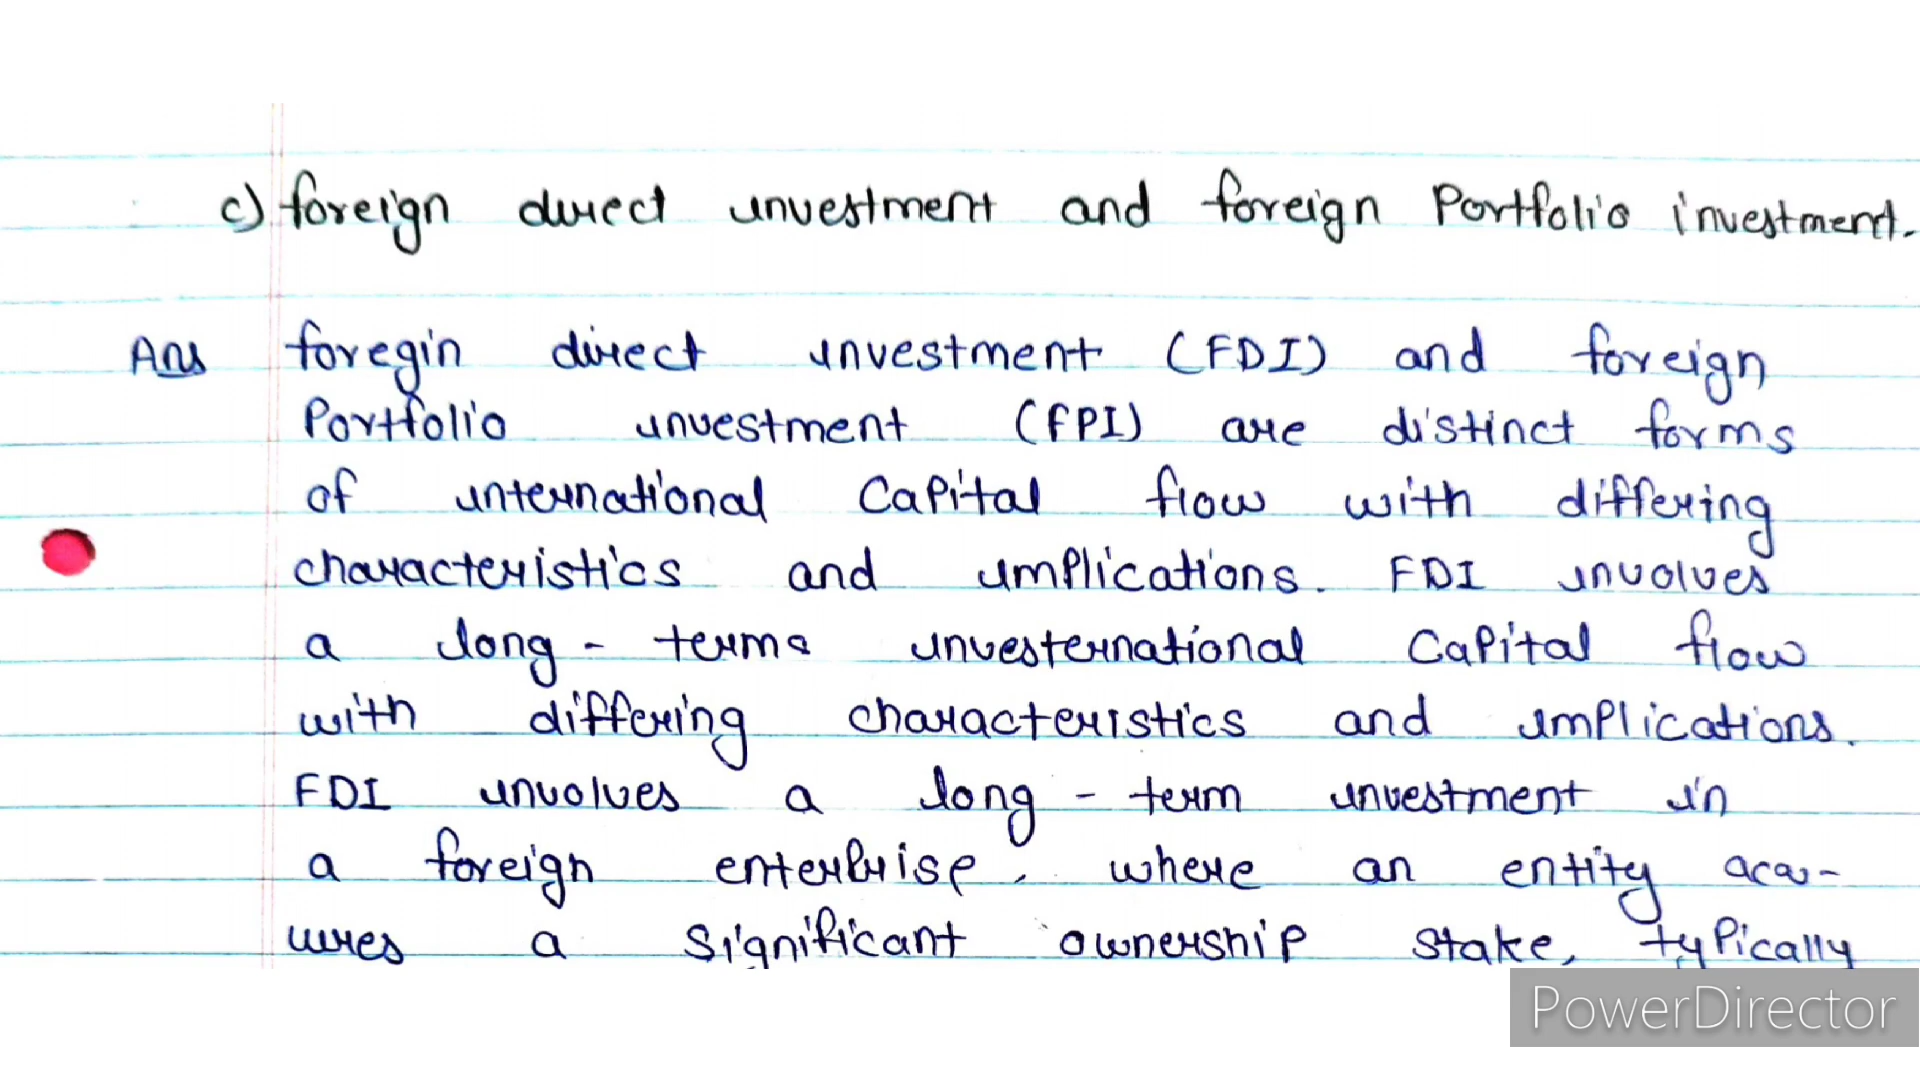 c) foreign direct investment and foreign Portfolio investment.
Ans foregin direct investment (FDI) and foreign
Portfolio investment (FPI) are distinct forms
of international Capital flow with differing
characteristics and implications. FDI involves
a long - terms investernational Capital flow
with differing characteristics and implications.
FDI involves a long - term investment in
a foreign enterprise, where an entity acqu-
ires a significant ownership stake, typically
PowerDirector